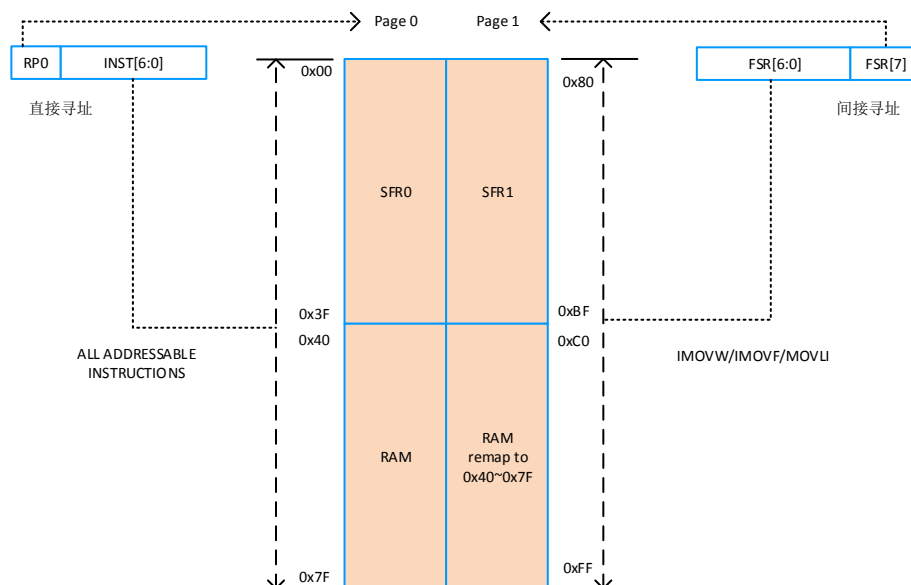 Page 0
Page 1
RP0
INST[6:0]
FSR[6:0]
FSR[7]
直接寻址
间接寻址
0x00
0x80
SFR0
SFR1
0x3F
0xBF
0x40
0xC0
ALL ADDRESSABLE
INSTRUCTIONS
IMOVW/IMOVF/MOVLI
RAM
RAM
remap to
0x40~0x7F
0x7F
0xFF